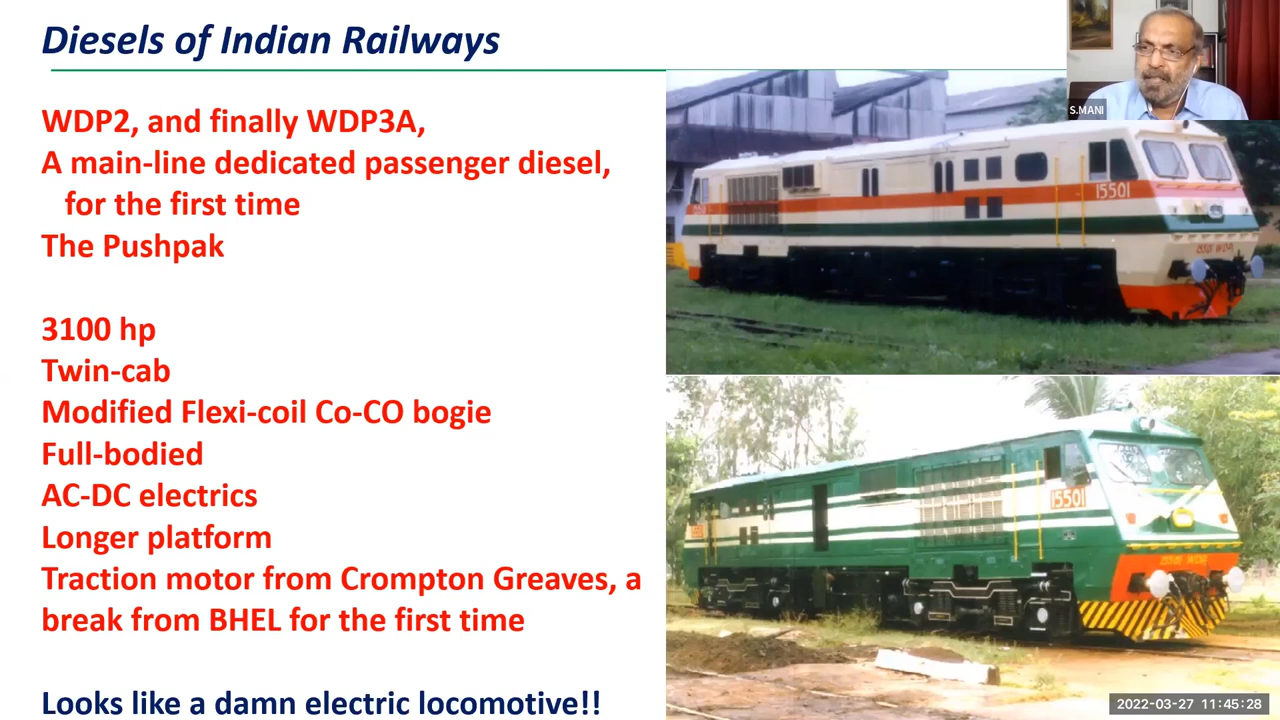 Diesels of Indian Railways
S.MANI
WDP2, and finally WDP3A,
A main-line dedicated passenger diesel,
for the first time
The Pushpak
3100 hp
Twin-cab
Modified Flexi-coil Co-CO bogie
Full-bodied
AC-DC electrics
Longer platform
Traction motor from Crompton Greaves, a
break from BHEL for the first time
Looks like a damn electric locomotive!!
15501
15501
2022-03-27 11:45:28